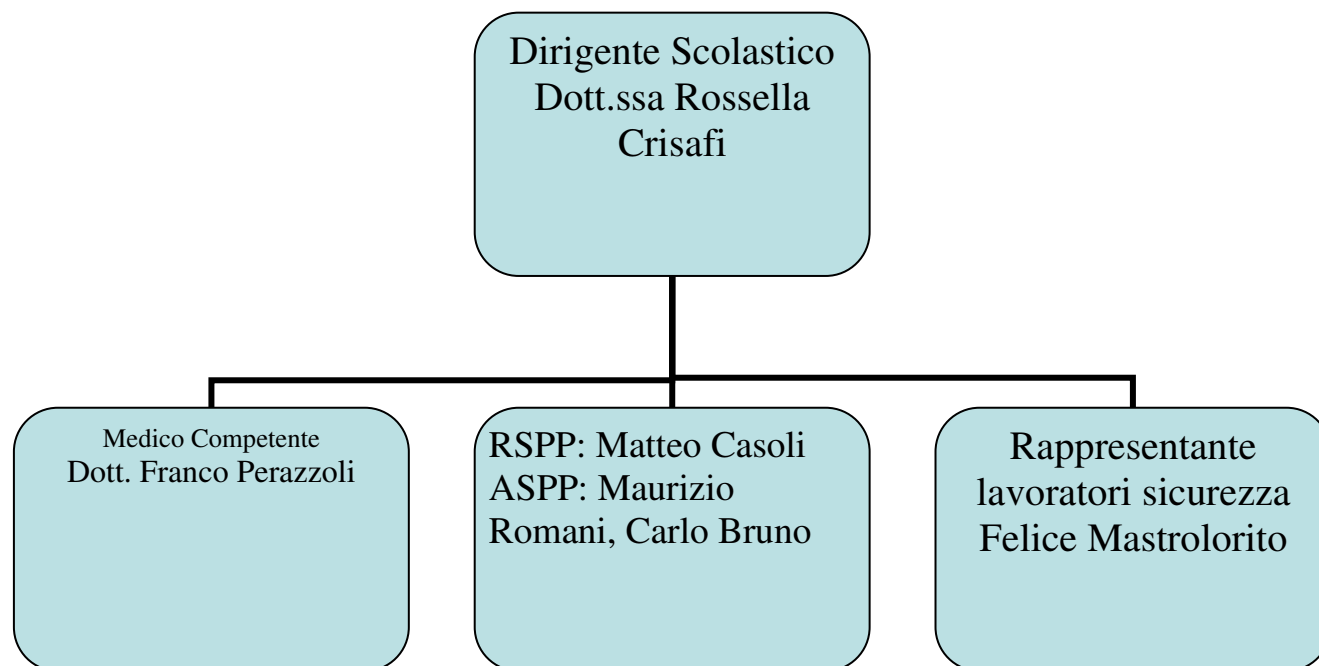 Dirigente Scolastico
Dott.ssa Rossella
Crisafi
Medico Competente
Dott. Franco Perazzoli
RSPP: Matteo Casoli
ASPP: Maurizio
Romani, Carlo Bruno
Rappresentante
lavoratori sicurezza
Felice Mastrolorito